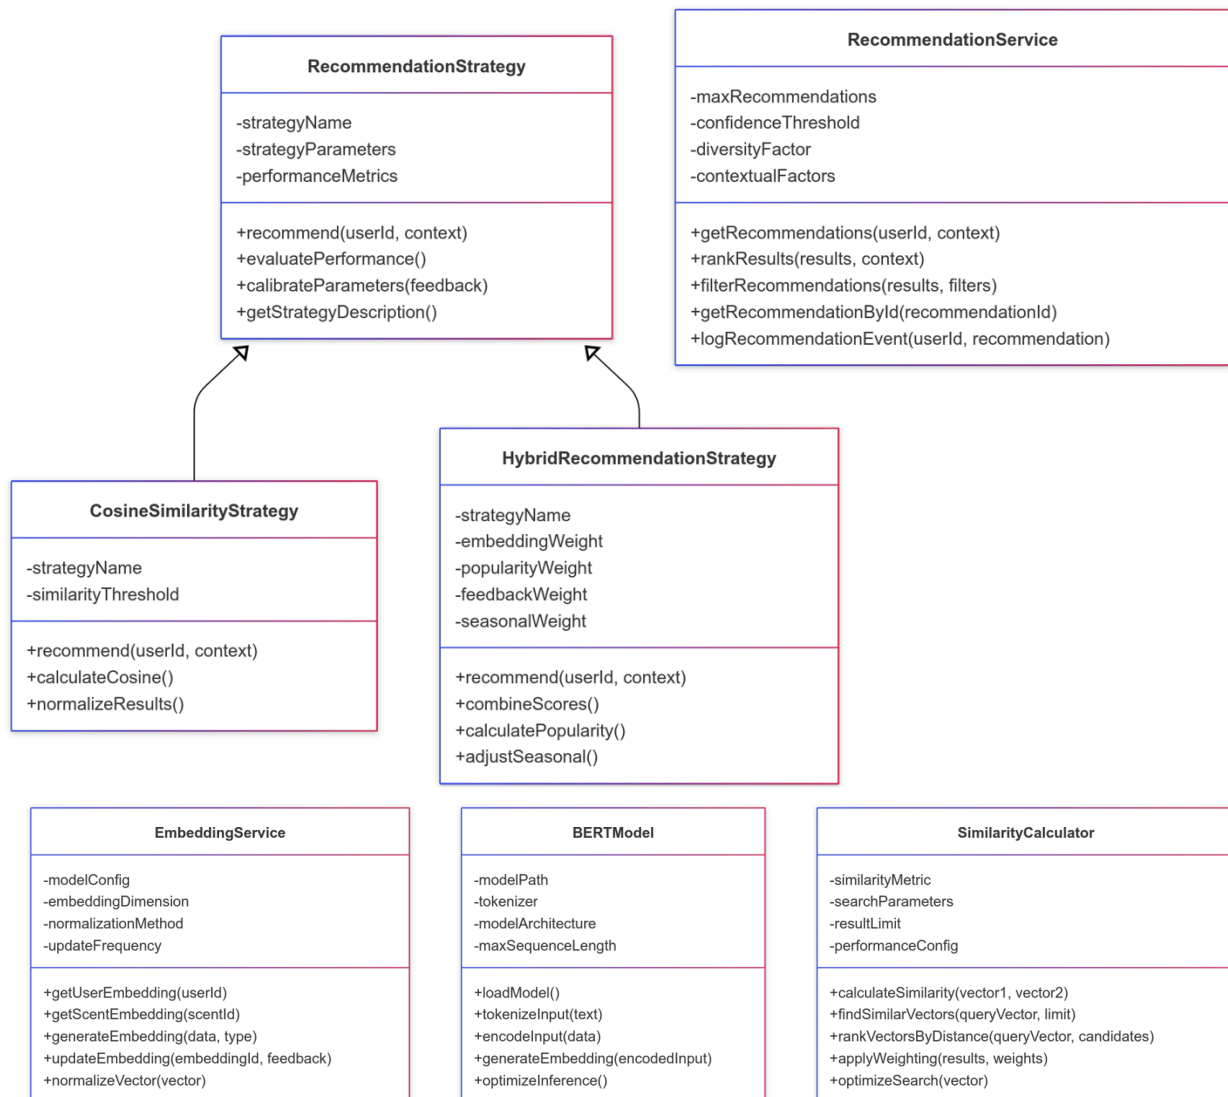 RecommendationStrategy
-strategyName
-strategyParameters
-performanceMetrics
+recommend(userId, context)
+evaluatePerformance()
+calibrateParameters(feedback)
+getStrategyDescription()
RecommendationService
-maxRecommendations
-confidenceThreshold
-diversityFactor
-contextualFactors
+getRecommendations(userId, context)
+rankResults(results, context)
+filterRecommendations(results, filters)
+getRecommendationById(recommendationId)
+logRecommendationEvent(userId, recommendation)
CosineSimilarityStrategy
-strategyName
-similarityThreshold
+recommend(userId, context)
+calculateCosine()
+normalizeResults()
HybridRecommendationStrategy
-strategyName
-embeddingWeight
-popularityWeight
-feedbackWeight
-seasonalWeight
+recommend(userId, context)
+combineScores()
+calculatePopularity()
+adjustSeasonal()
EmbeddingService
-modelConfig
-embeddingDimension
-normalizationMethod
-updateFrequency
+getUserEmbedding(userId)
+getScentEmbedding(scentId)
+generateEmbedding(data, type)
+updateEmbedding(embeddingId, feedback)
+normalizeVector(vector)
BERTModel
-modelPath
-tokenizer
-modelArchitecture
-maxSequenceLength
+loadModel()
+tokenizeInput(text)
+encodeInput(data)
+generateEmbedding(encodedInput)
+optimizeInference()
SimilarityCalculator
-similarityMetric
-searchParameters
-resultLimit
-performanceConfig
+calculateSimilarity(vector1, vector2)
+findSimilarVectors(queryVector, limit)
+rankVectorsByDistance(queryVector, candidates)
+applyWeighting(results, weights)
+optimizeSearch(vector)